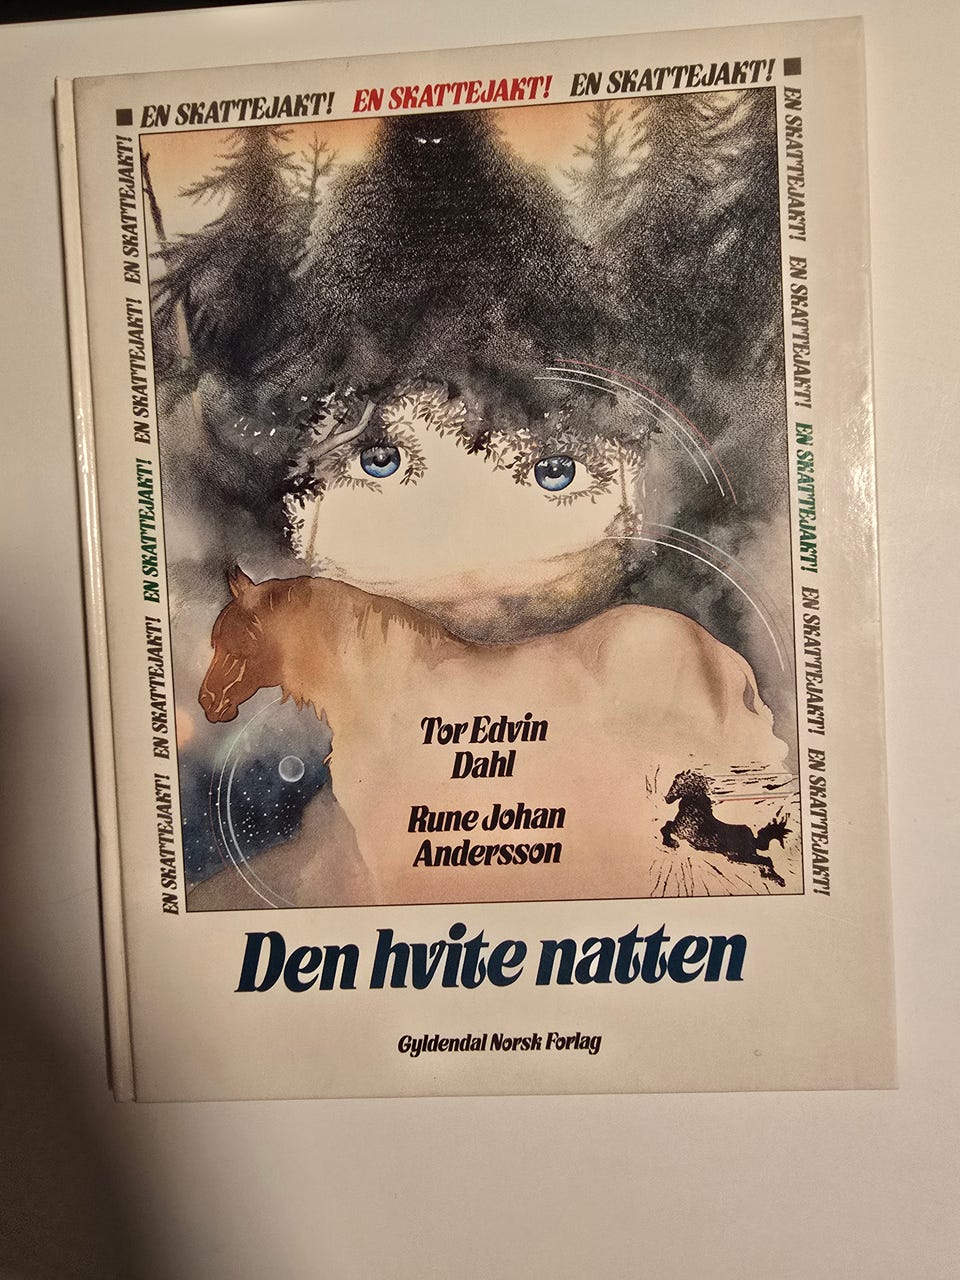 EN SKATTEJAKT! EN SKATTEJAKT! EN SKATTEJAKT!
EN SKATTEJAKT! EN SKATTEJAKT! EN SKATTEJAKT! EN SKATTEJAKT! EN SKATTEJAKT!
EN SKATTEJAKT! EN SKATTEJAKT! EN SKATTEJAKT! EN SKATTEJAKT! EN SKATTEJAKT!
Tor Edvin
Dahl
Rune Johan
Andersson
Den hvite natten
Gyldendal Norsk Forlag